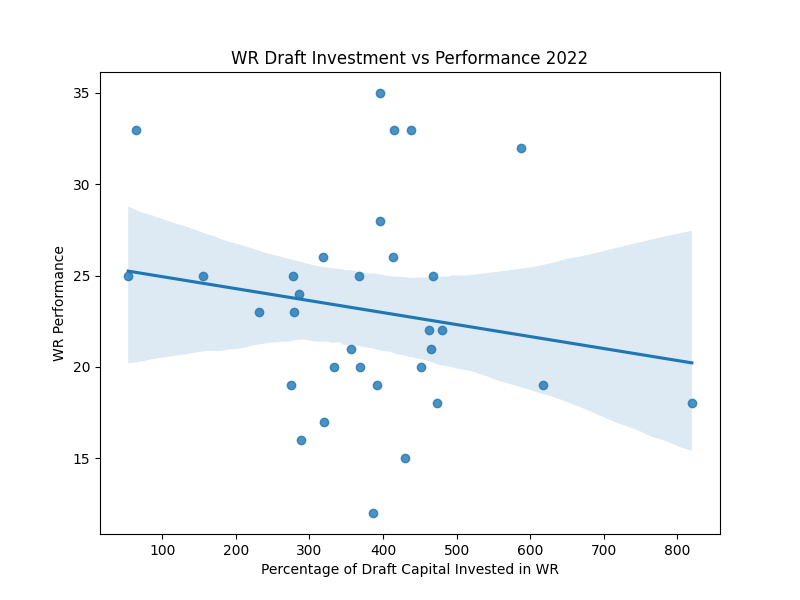 WR Draft Investment vs Performance 2022
WR Performance
35
30
25
20
15
100 200 300 400 500 600 700 800
Percentage of Draft Capital Invested in WR